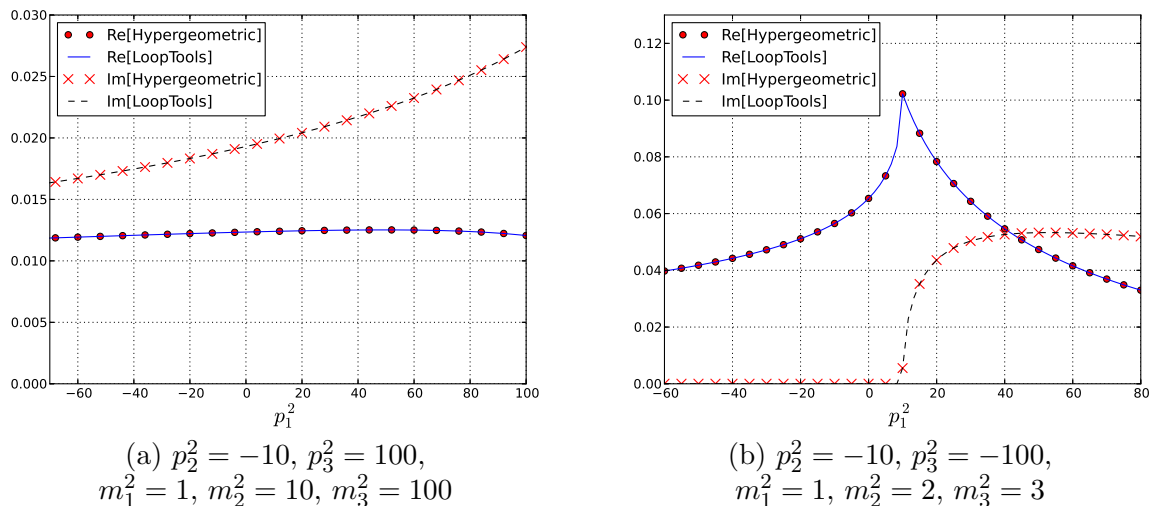 0.030
0.025
0.020
0.015
0.010
0.005
0.000
Re[Hypergeometric]
Re[LoopTools]
Im[Hypergeometric]
Im[LoopTools]
−60 −40 −20 0 20 40 60 80 100
p₁²
(a) p₂² = −10, p₃² = 100,
m₁² = 1, m₂² = 10, m₃² = 100
0.12
0.10
0.08
0.06
0.04
0.02
0.00
Re[Hypergeometric]
Re[LoopTools]
Im[Hypergeometric]
Im[LoopTools]
−60 −40 −20 0 20 40 60 80
p₁²
(b) p₂² = −10, p₃² = −100,
m₁² = 1, m₂² = 2, m₃² = 3